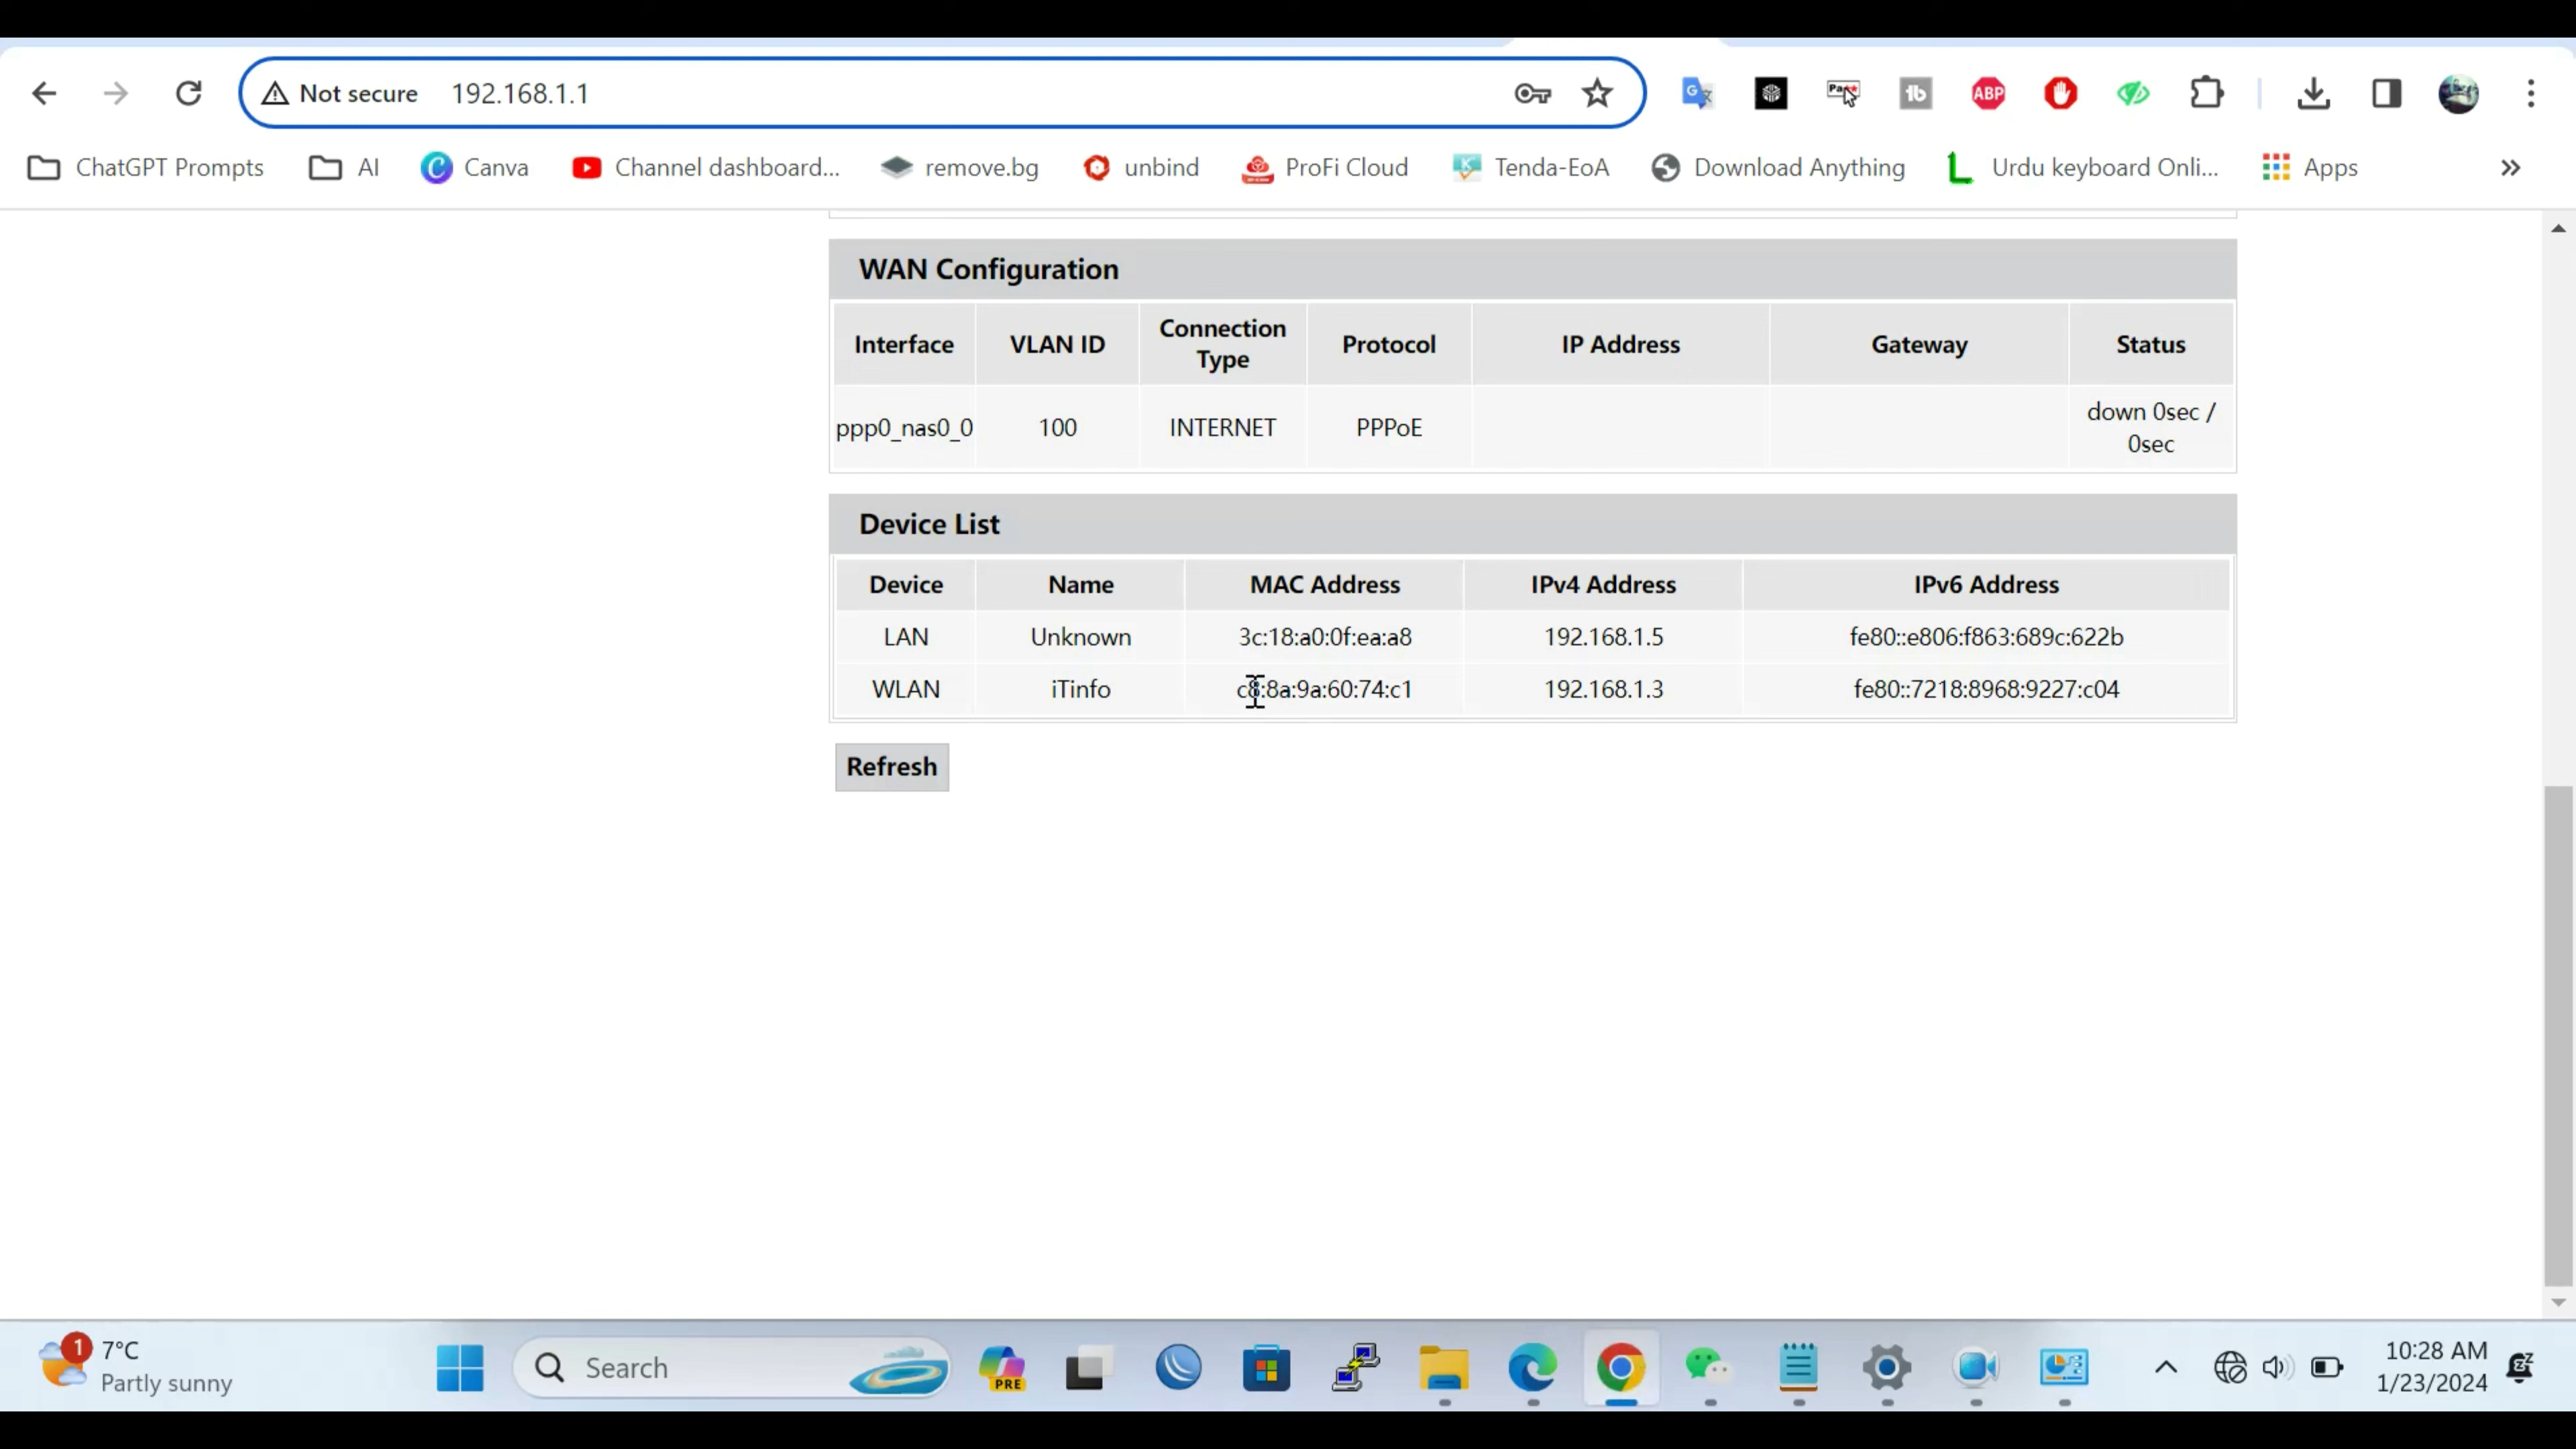 Not secure 192.168.1.1
ABP
ChatGPT Prompts AI Canva Channel dashboard... remove.bg unbind ProFi Cloud Tenda-EoA Download Anything Urdu keyboard Onli... Apps »
WAN Configuration
Interface VLAN ID Connection Type Protocol IP Address Gateway Status
ppp0_nas0_0 100 INTERNET PPPoE down 0sec / 0sec
Device List
Device Name MAC Address IPv4 Address IPv6 Address
LAN Unknown 3c:18:a0:0f:ea:a8 192.168.1.5 fe80::e806:f863:689c:622b
WLAN iTinfo c8:8a:9a:60:74:c1 192.168.1.3 fe80::7218:8968:9227:c04
Refresh
1 7°C
Partly sunny
Search
PRE
10:28 AM
1/23/2024